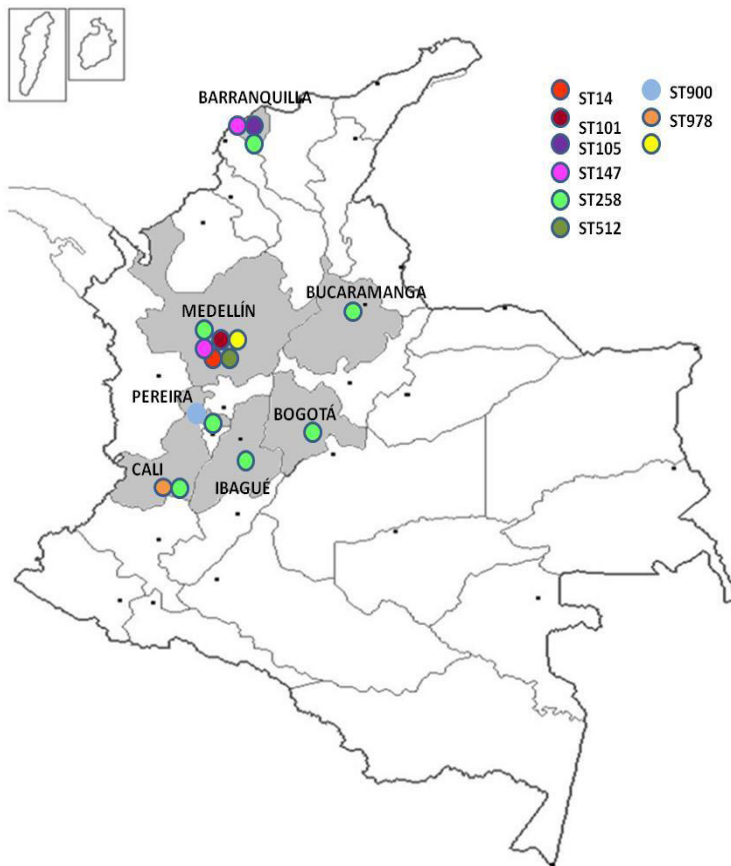 BARRANQUILLA
BUCARAMANGA
MEDELLÍN
PEREIRA
BOGOTÁ
CALI
IBAGUÉ
ST14
ST101
ST105
ST147
ST258
ST512
ST900
ST978